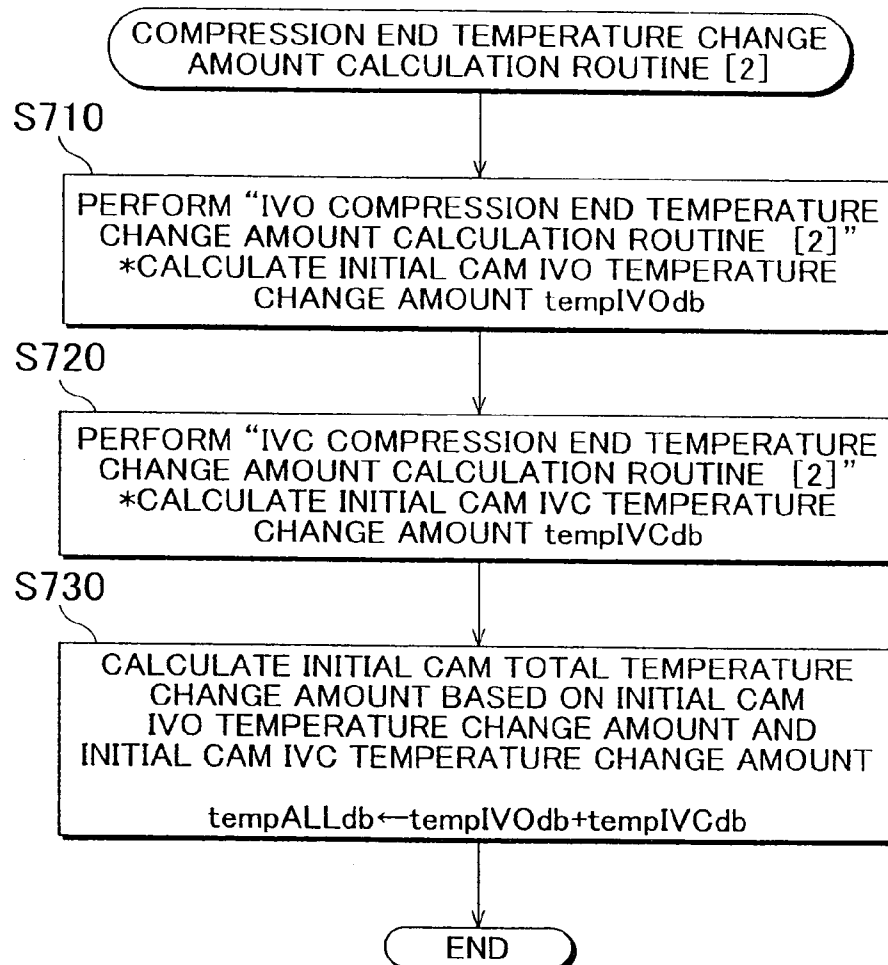 COMPRESSION END TEMPERATURE CHANGE
AMOUNT CALCULATION ROUTINE [2]
S710
PERFORM “IVO COMPRESSION END TEMPERATURE
CHANGE AMOUNT CALCULATION ROUTINE [2]”
*CALCULATE INITIAL CAM IVO TEMPERATURE
CHANGE AMOUNT tempIVOdb
S720
PERFORM “IVC COMPRESSION END TEMPERATURE
CHANGE AMOUNT CALCULATION ROUTINE [2]”
*CALCULATE INITIAL CAM IVC TEMPERATURE
CHANGE AMOUNT tempIVCdb
S730
CALCULATE INITIAL CAM TOTAL TEMPERATURE
CHANGE AMOUNT BASED ON INITIAL CAM
IVO TEMPERATURE CHANGE AMOUNT AND
INITIAL CAM IVC TEMPERATURE CHANGE AMOUNT
tempALLdb←tempIVOdb+tempIVCdb
END